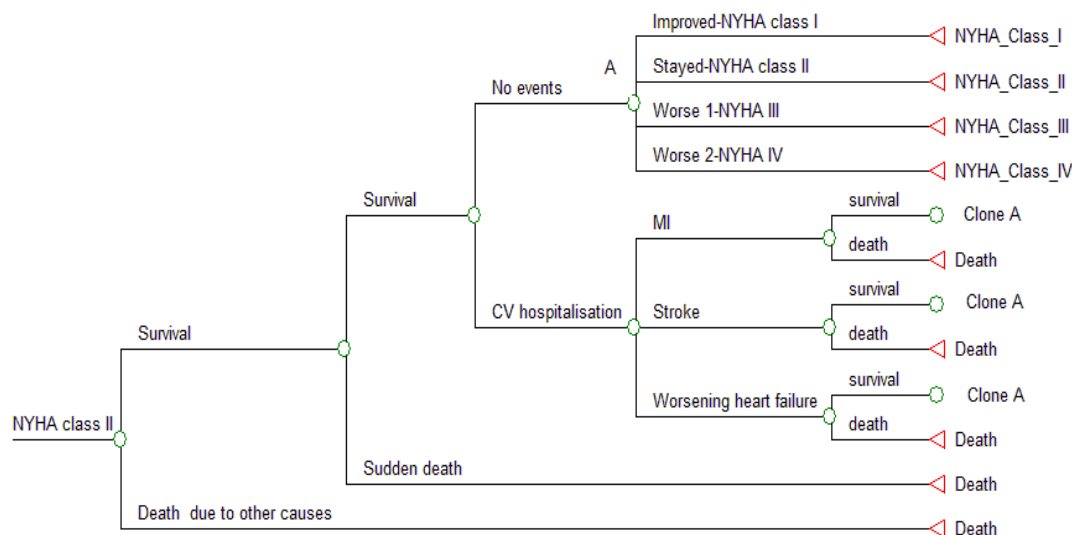 Improved-NYHA class I
NYHA_Class_I
A
Stayed-NYHA class II
NYHA_Class_II
No events
Worse 1-NYHA III
NYHA_Class_III
Worse 2-NYHA IV
NYHA_Class_IV
Survival
survival
Clone A
MI
death
Death
survival
Clone A
CV hospitalisation
Stroke
Survival
death
Death
survival
Clone A
Worsening heart failure
NYHA class II
death
Death
Sudden death
Death
Death due to other causes
Death